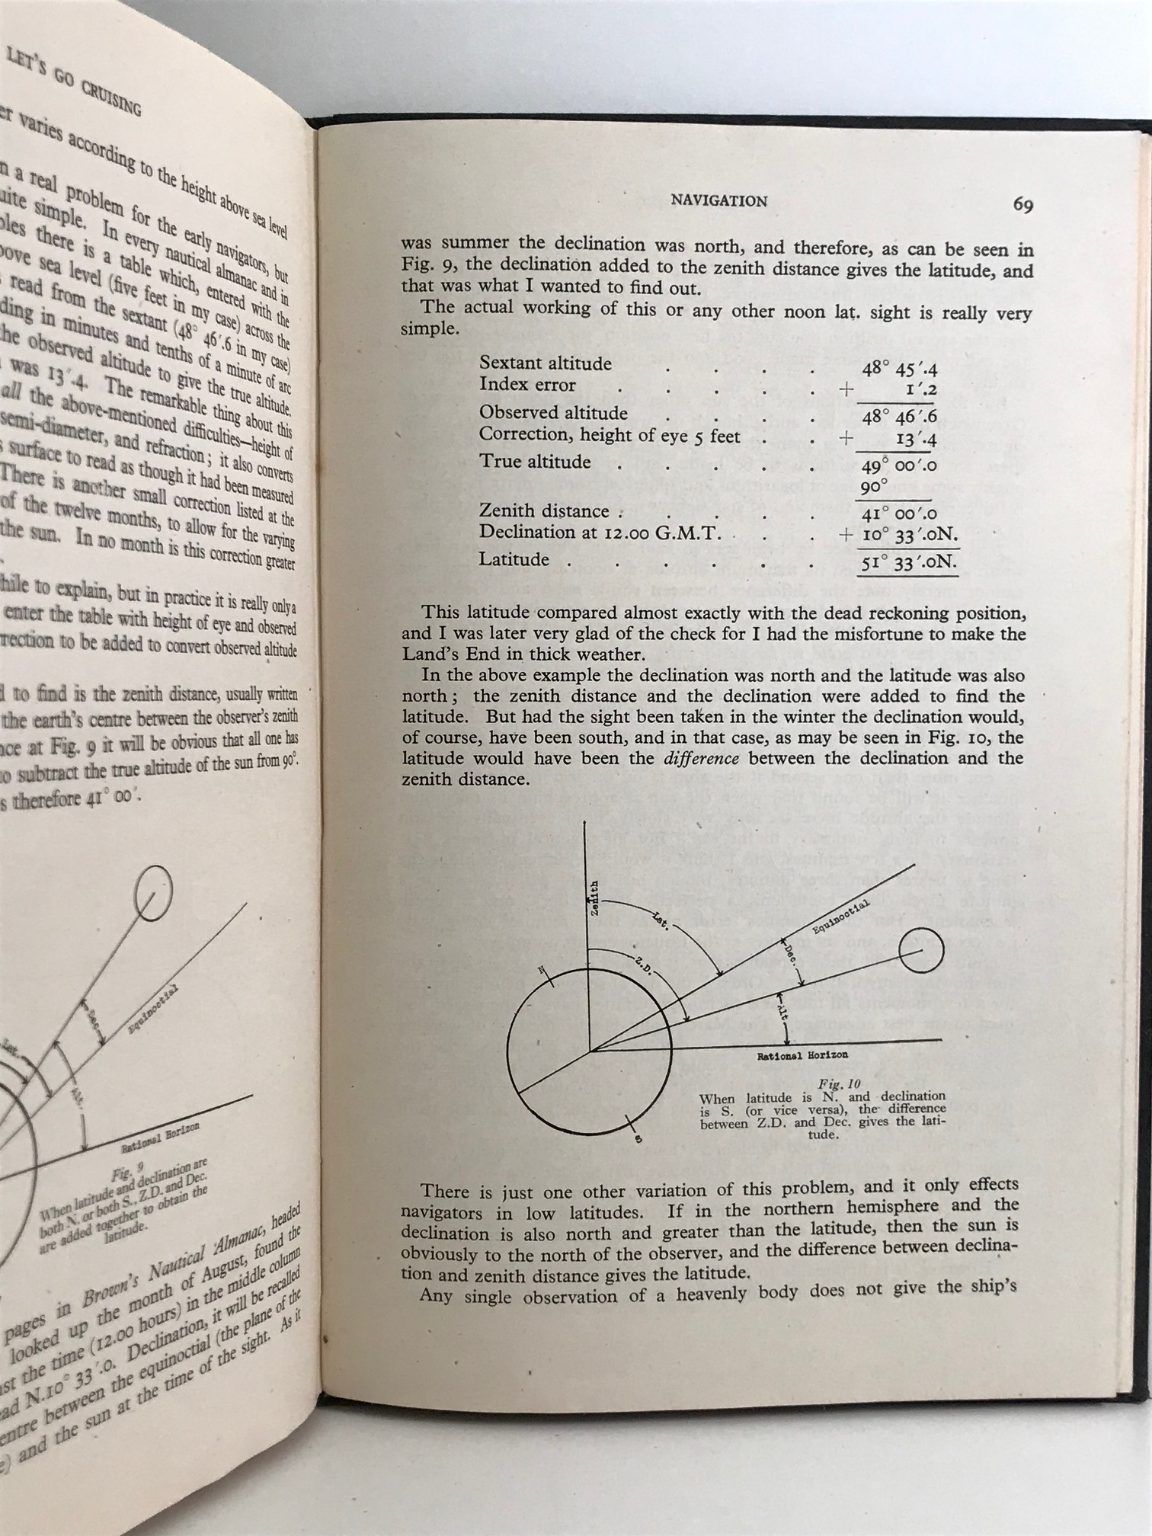 LET'S GO CRUISING
er varies according to the height above sea level
n a real problem for the early navigators, but
uite simple. In every nautical almanac and in
bles there is a table which, entered with the
bove sea level (five feet in my case) across the
read from the sextant (48° 46′.6 in my case)
ding in minutes and tenths of a minute of arc
he observed altitude to give the true altitude.
was 13′.4. The remarkable thing about this
all the above-mentioned difficulties—height of
semi-diameter, and refraction; it also converts
s surface to read as though it had been measured
There is another small correction listed at the
of the twelve months, to allow for the varying
the sun. In no month is this correction greater
hile to explain, but in practice it is really only a
enter the table with height of eye and observed
rrection to be added to convert observed altitude
d to find is the zenith distance, usually written
the earth's centre between the observer's zenith
nce at Fig. 9 it will be obvious that all one has
to subtract the true altitude of the sun from 90°.
s therefore 41° 00′.
Lat.
Dec.
Equinoctial
Alt.
Rational Horizon
Fig. 9
When latitude and declination are
both N. or both S., Z.D. and Dec.
are added together to obtain the
latitude.
pages in Brown's Nautical Almanac, headed
looked up the month of August, found the
nst the time (12.00 hours) in the middle column
ad N.10° 33′.0. Declination, it will be recalled
entre between the equinoctial (the plane of the
e) and the sun at the time of the sight. As it
NAVIGATION 69
was summer the declination was north, and therefore, as can be seen in
Fig. 9, the declination added to the zenith distance gives the latitude, and
that was what I wanted to find out.
The actual working of this or any other noon lat. sight is really very
simple.
Sextant altitude . . . . 48° 45′.4
Index error . . . . . + 1′.2
Observed altitude . . . . 48° 46′.6
Correction, height of eye 5 feet . . + 13′.4
True altitude . . . . . 49° 00′.0
90°
Zenith distance . . . . . 41° 00′.0
Declination at 12.00 G.M.T. . . . + 10° 33′.0N.
Latitude . . . . . . 51° 33′.0N.
This latitude compared almost exactly with the dead reckoning position,
and I was later very glad of the check for I had the misfortune to make the
Land's End in thick weather.
In the above example the declination was north and the latitude was also
north; the zenith distance and the declination were added to find the
latitude. But had the sight been taken in the winter the declination would,
of course, have been south, and in that case, as may be seen in Fig. 10, the
latitude would have been the difference between the declination and the
zenith distance.
Zenith
Lat.
Equinoctial
Z.D.
Dec.
N
Alt.
Rational Horizon
S
Fig. 10
When latitude is N. and declination
is S. (or vice versa), the difference
between Z.D. and Dec. gives the lati-
tude.
There is just one other variation of this problem, and it only effects
navigators in low latitudes. If in the northern hemisphere and the
declination is also north and greater than the latitude, then the sun is
obviously to the north of the observer, and the difference between declina-
tion and zenith distance gives the latitude.
Any single observation of a heavenly body does not give the ship's